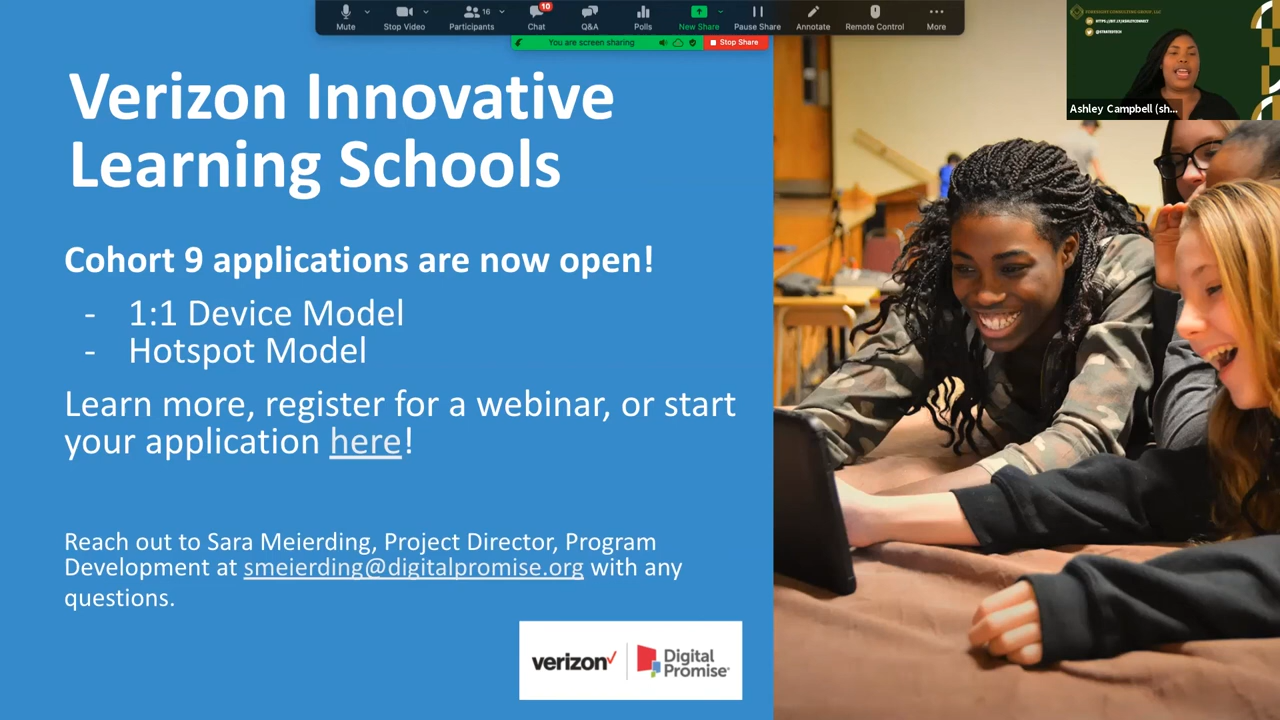 Mute
Stop Video
16
Participants
10
Chat
Q&A
Polls
New Share
Pause Share
Annotate
Remote Control
More
You are screen sharing
Stop Share
@STRATEGTECH
Ashley Campbell (sh...
Verizon Innovative
Learning Schools
Cohort 9 applications are now open!
- 1:1 Device Model
- Hotspot Model
Learn more, register for a webinar, or start
your application here!
Reach out to Sara Meierding, Project Director, Program
Development at smeierding@digitalpromise.org with any
questions.
verizon
Digital
Promise